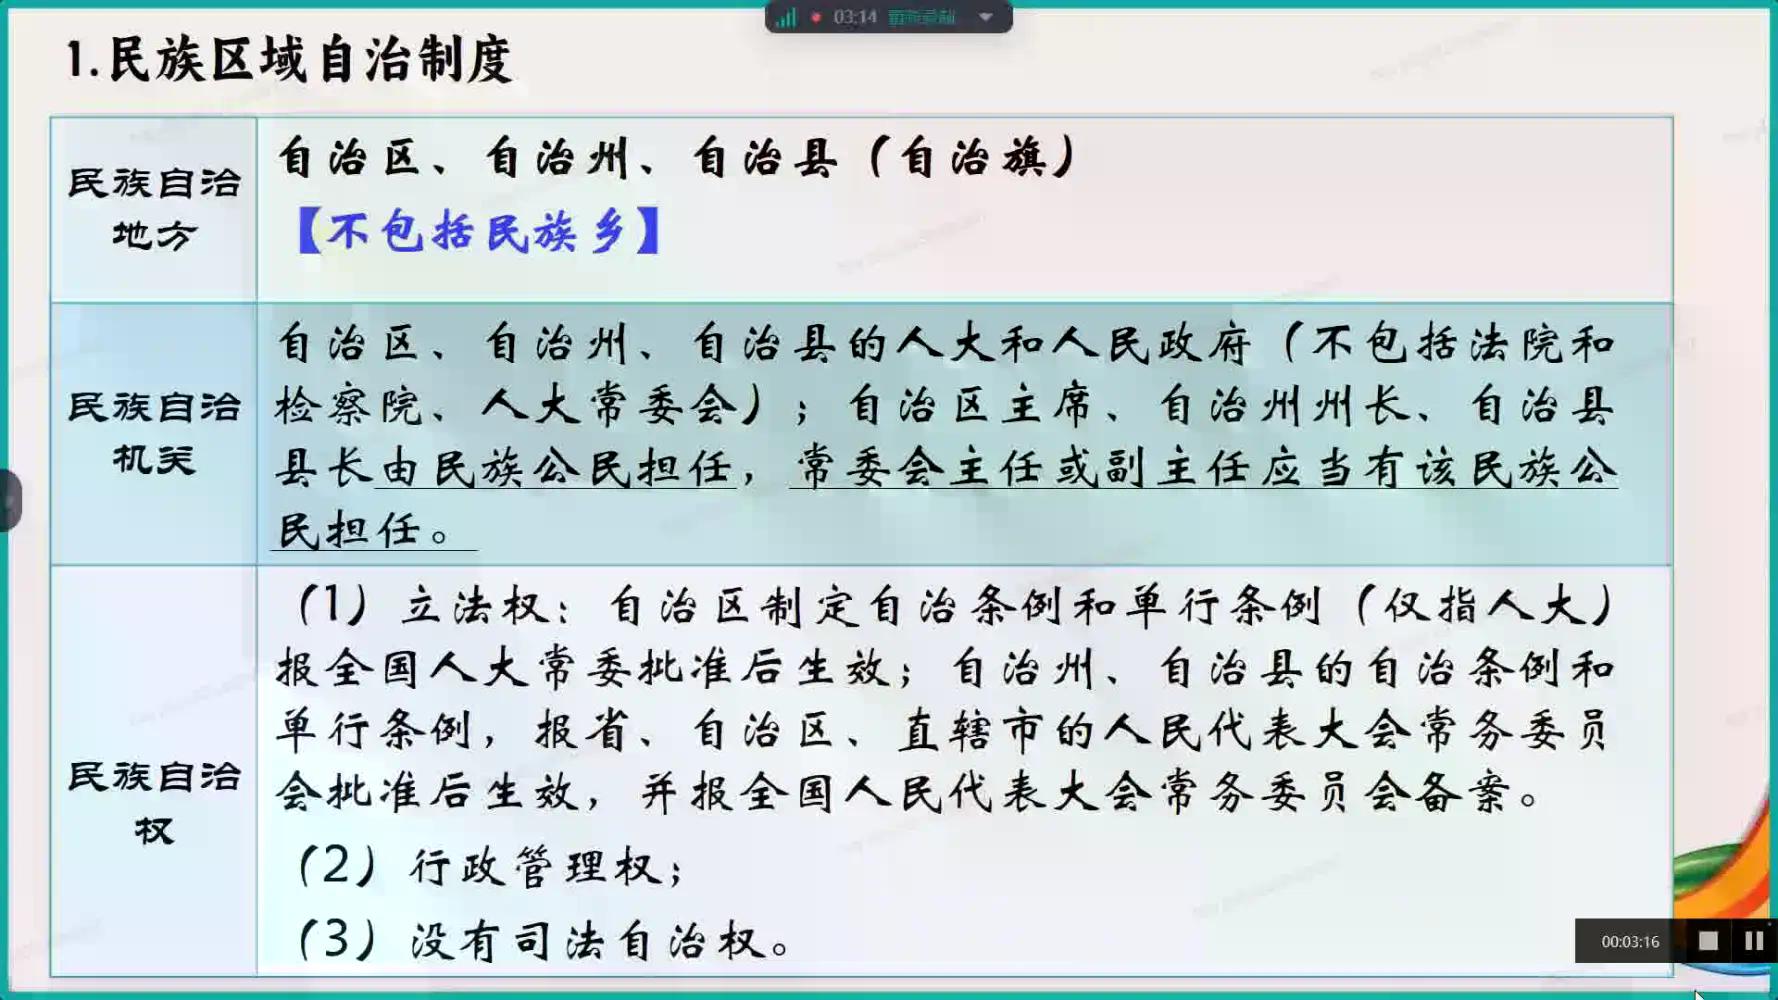 03:14
1.民族区域自治制度
民族自治
地方
自治区、自治州、自治县（自治旗）
【不包括民族乡】
民族自治
机关
自治区、自治州、自治县的人大和人民政府（不包括法院和
检察院、人大常委会）；自治区主席、自治州州长、自治县
县长由民族公民担任，常委会主任或副主任应当有该民族公
民担任。
民族自治
权
（1）立法权：自治区制定自治条例和单行条例（仅指人大）
报全国人大常委批准后生效；自治州、自治县的自治条例和
单行条例，报省、自治区、直辖市的人民代表大会常务委员
会批准后生效，并报全国人民代表大会常务委员会备案。
（2）行政管理权；
（3）没有司法自治权。
00:03:16